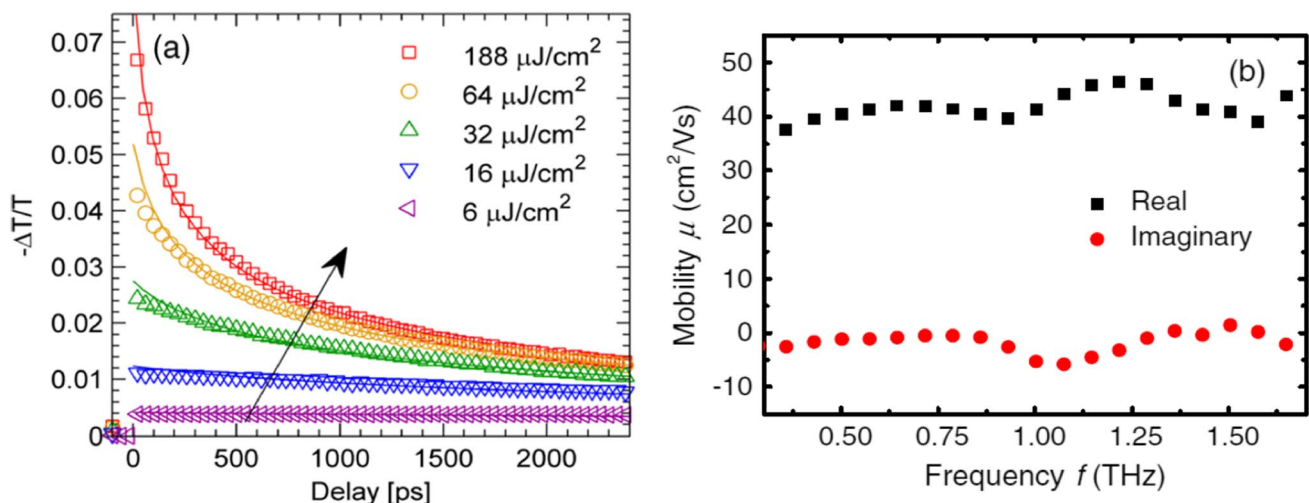 (a)
188 μJ/cm²
64 μJ/cm²
32 μJ/cm²
16 μJ/cm²
6 μJ/cm²
-ΔT/T
0.07
0.06
0.05
0.04
0.03
0.02
0.01
0
0 500 1000 1500 2000
Delay [ps]
(b)
Real
Imaginary
Mobility μ (cm²/Vs)
50
40
30
20
10
0
-10
0.50 0.75 1.00 1.25 1.50
Frequency f (THz)